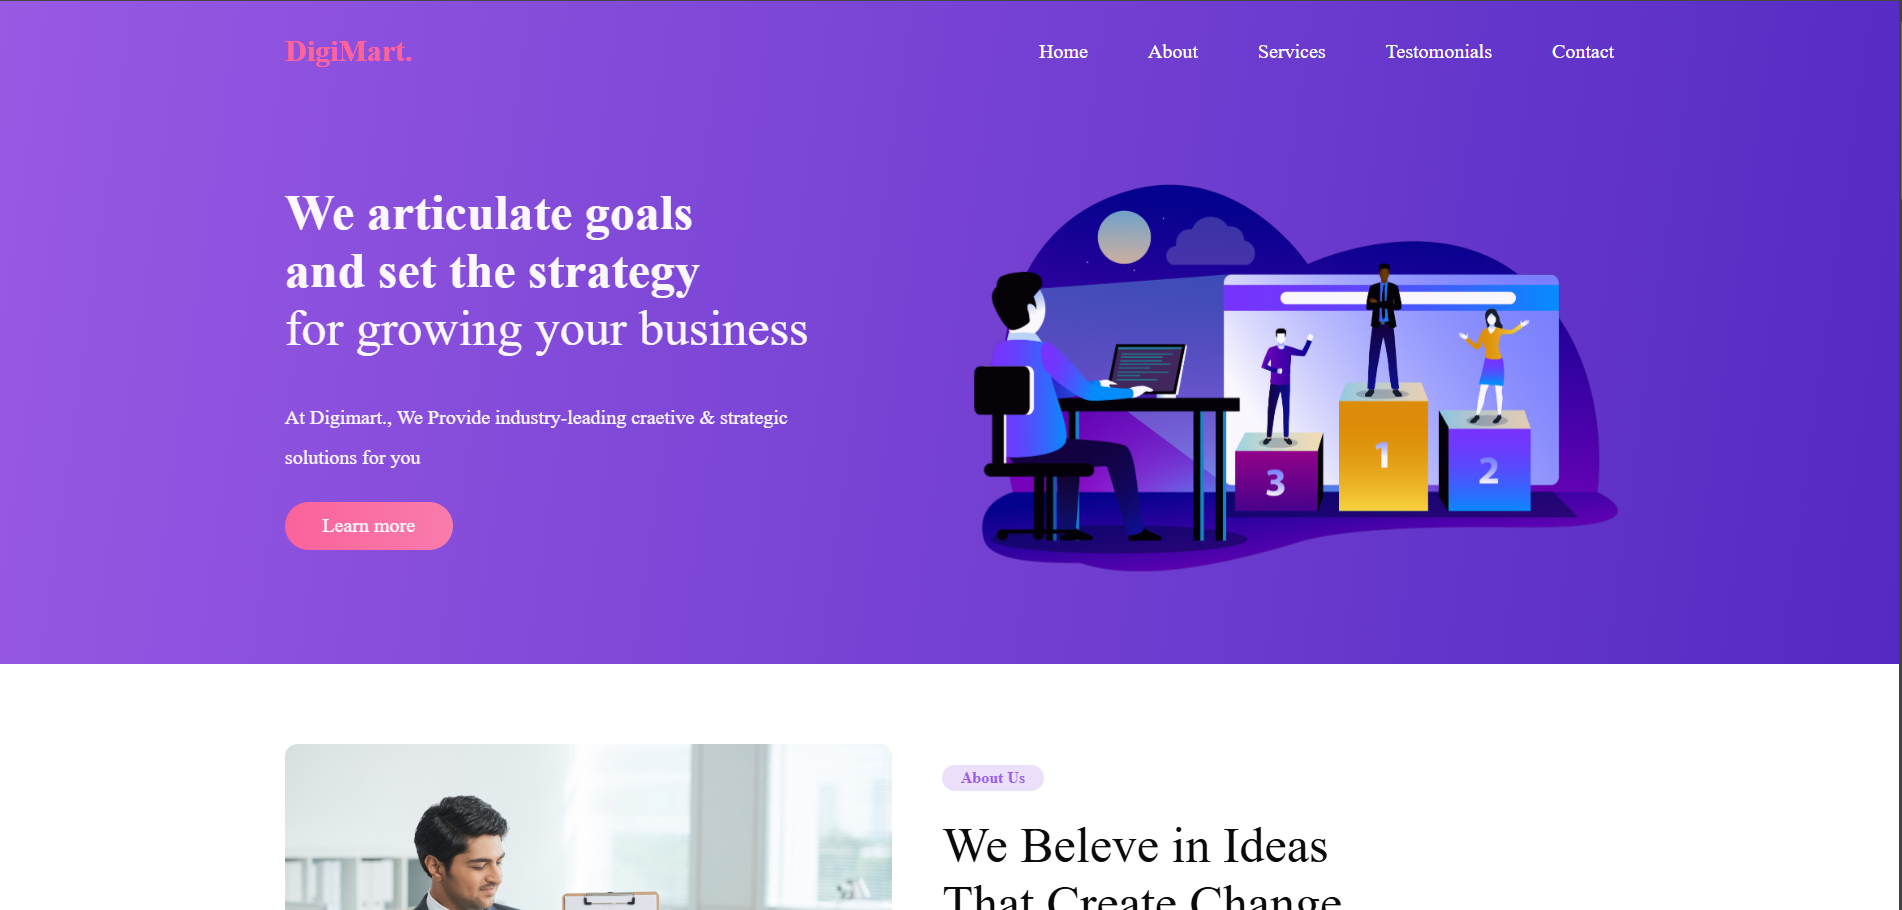 DigiMart.
Home About Services Testomonials Contact
We articulate goals
and set the strategy
for growing your business
At Digimart., We Provide industry-leading craetive & strategic
solutions for you
Learn more
3
1
2
About Us
We Beleve in Ideas
That Create Change